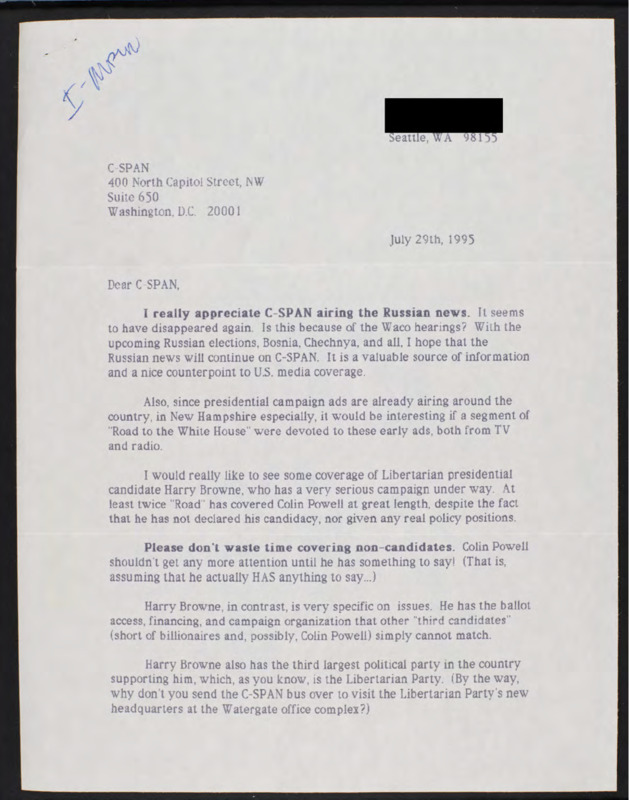 Seattle, WA 98155
C-SPAN
400 North Capitol Street, NW
Suite 650
Washington, D.C. 20001
July 29th, 1995
Dear C-SPAN,
I really appreciate C-SPAN airing the Russian news. It seems
to have disappeared again. Is this because of the Waco hearings? With the
upcoming Russian elections, Bosnia, Chechnya, and all, I hope that the
Russian news will continue on C-SPAN. It is a valuable source of information
and a nice counterpoint to U.S. media coverage.
Also, since presidential campaign ads are already airing around the
country, in New Hampshire especially, it would be interesting if a segment of
"Road to the White House" were devoted to these early ads, both from TV
and radio.
I would really like to see some coverage of Libertarian presidential
candidate Harry Browne, who has a very serious campaign under way. At
least twice "Road" has covered Colin Powell at great length, despite the fact
that he has not declared his candidacy, nor given any real policy positions.
Please don't waste time covering non-candidates. Colin Powell
shouldn't get any more attention until he has something to say! (That is,
assuming that he actually HAS anything to say...)
Harry Browne, in contrast, is very specific on issues. He has the ballot
access, financing, and campaign organization that other "third candidates"
(short of billionaires and, possibly, Colin Powell) simply cannot match.
Harry Browne also has the third largest political party in the country
supporting him, which, as you know, is the Libertarian Party. (By the way,
why don't you send the C-SPAN bus over to visit the Libertarian Party's new
headquarters at the Watergate office complex?)